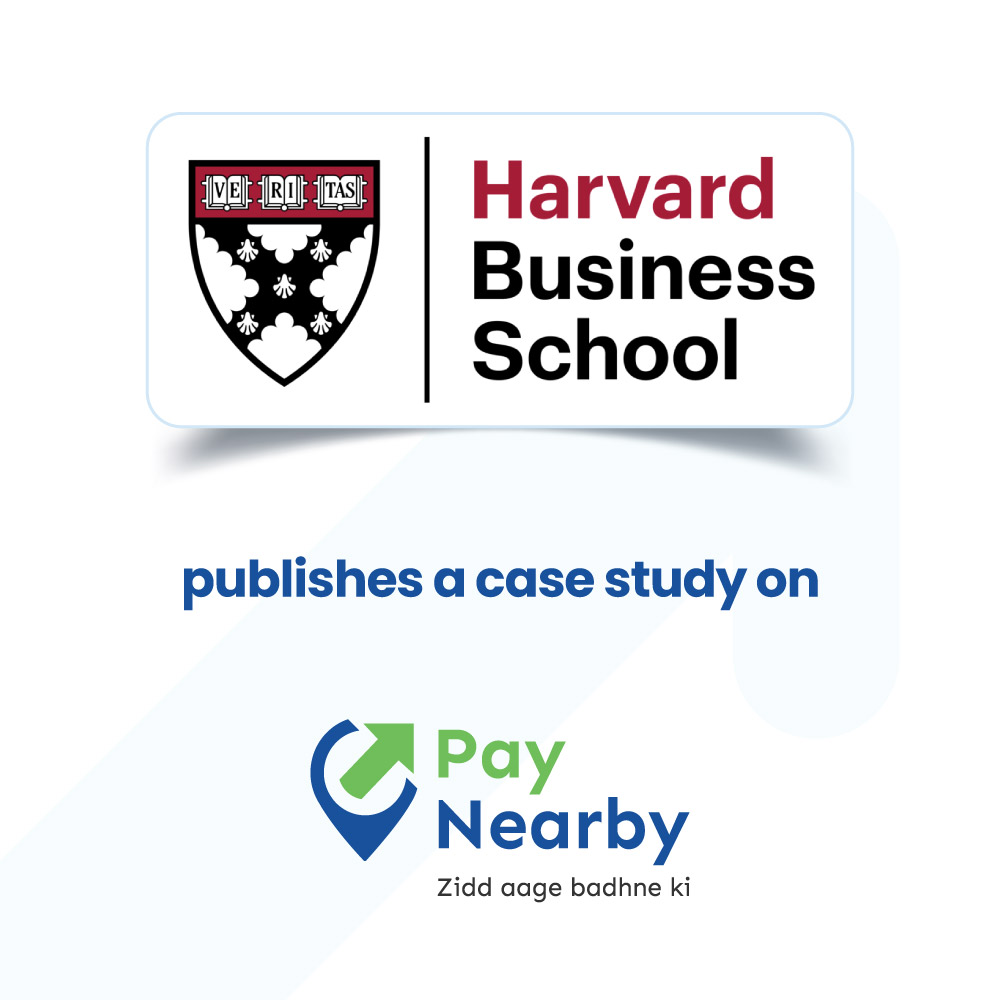 VE RI TAS
Harvard
Business
School
publishes a case study on
Pay
Nearby
Zidd aage badhne ki